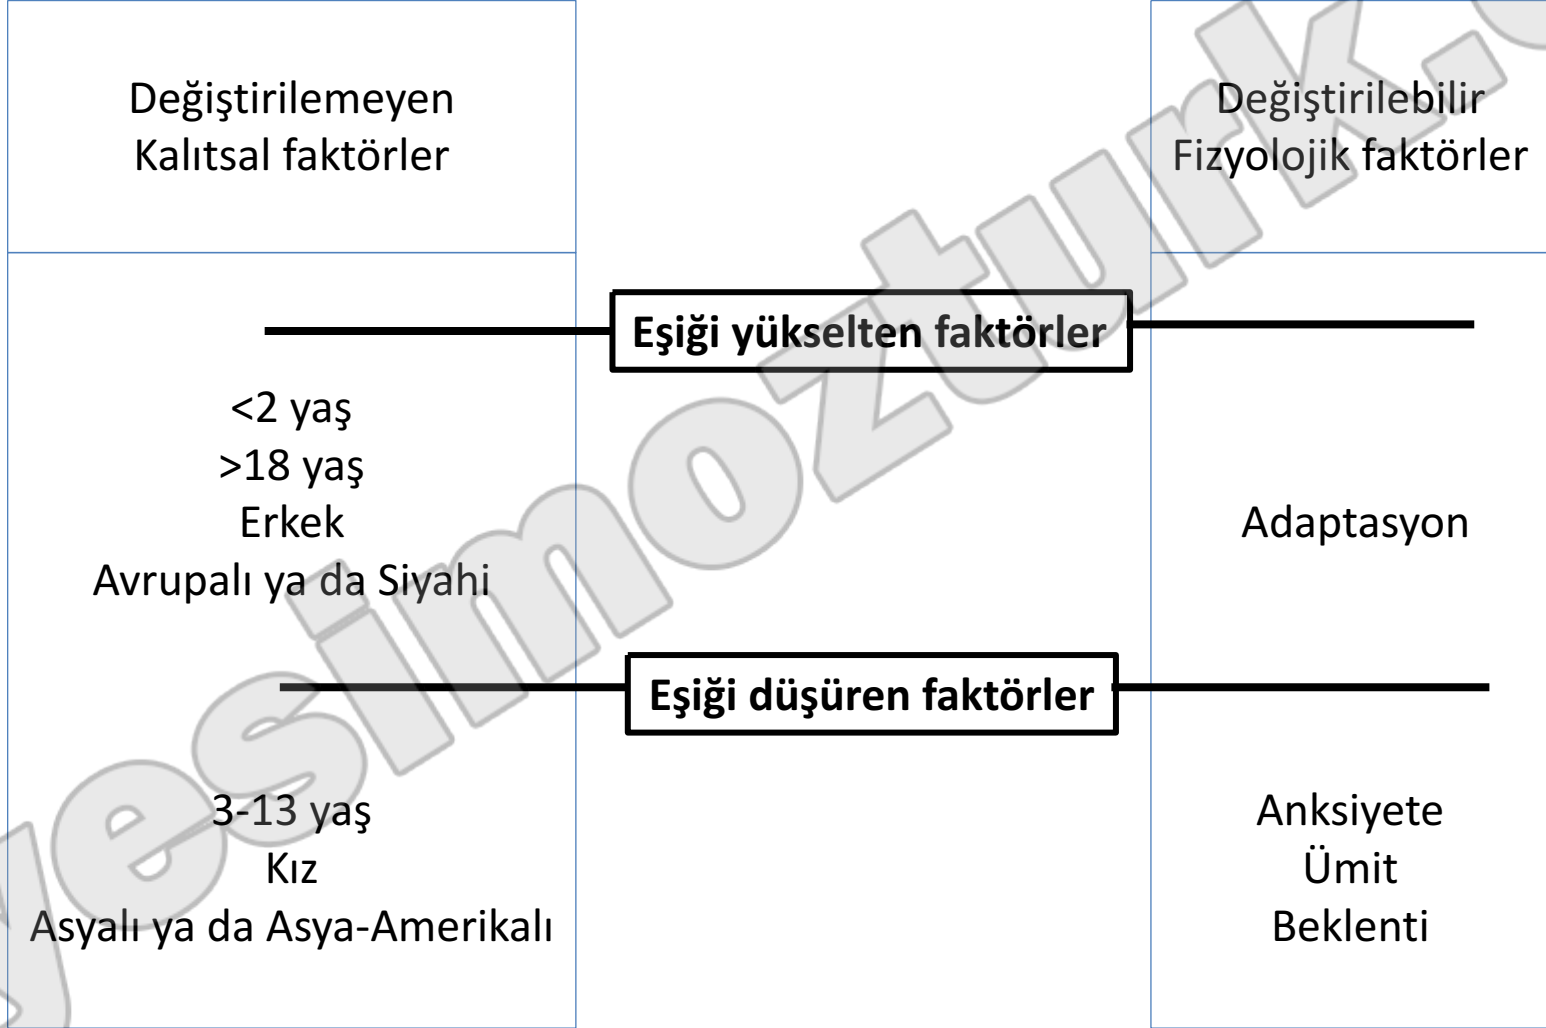 Değiştirilemeyen
Kalıtsal faktörler
Değiştirilebilir
Fizyolojik faktörler
Eşiği yükselten faktörler
<2 yaş
>18 yaş
Erkek
Avrupalı ya da Siyahi
Adaptasyon
Eşiği düşüren faktörler
3-13 yaş
Kız
Asyalı ya da Asya-Amerikalı
Anksiyete
Ümit
Beklenti
yesimozturk.